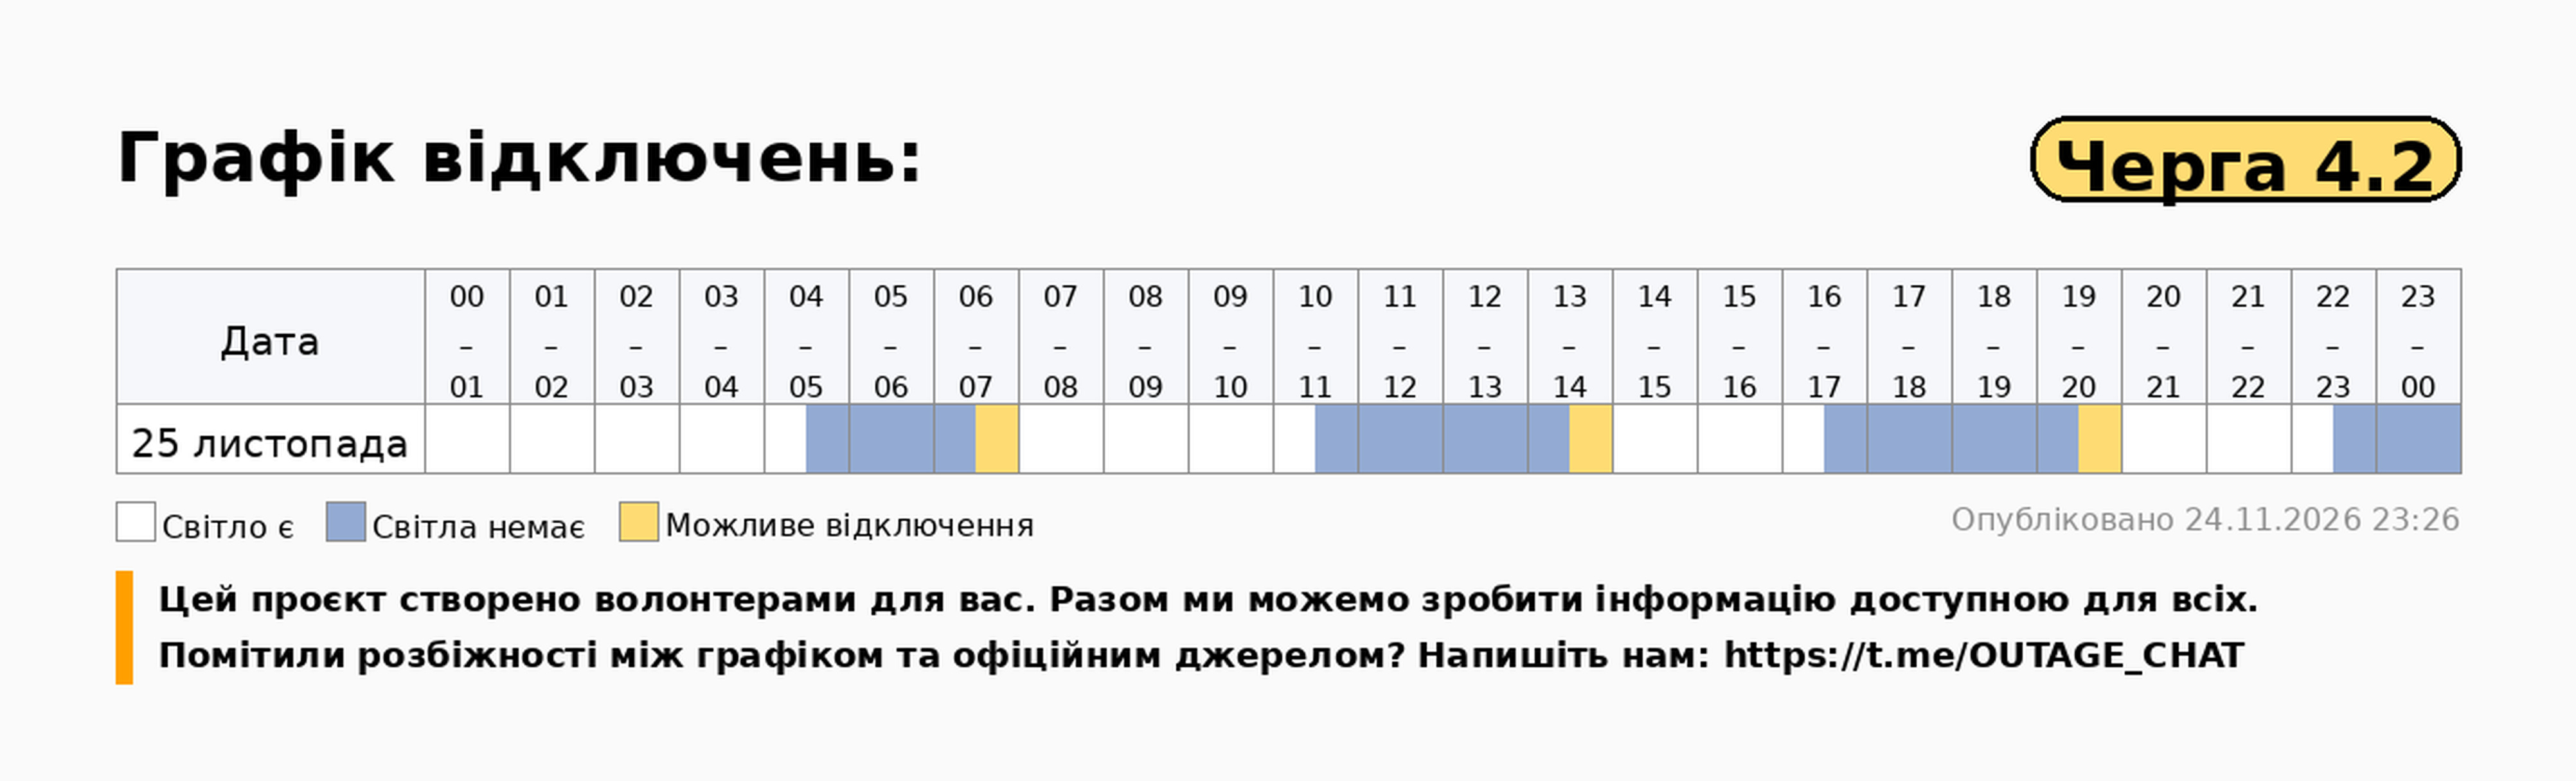 Графік відключень:
Черга 4.2
Дата
00 – 01
01 – 02
02 – 03
03 – 04
04 – 05
05 – 06
06 – 07
07 – 08
08 – 09
09 – 10
10 – 11
11 – 12
12 – 13
13 – 14
14 – 15
15 – 16
16 – 17
17 – 18
18 – 19
19 – 20
20 – 21
21 – 22
22 – 23
23 – 00
25 листопада
Світло є
Світла немає
Можливе відключення
Опубліковано 24.11.2026 23:26
Цей проєкт створено волонтерами для вас. Разом ми можемо зробити інформацію доступною для всіх.
Помітили розбіжності між графіком та офіційним джерелом? Напишіть нам: https://t.me/OUTAGE_CHAT